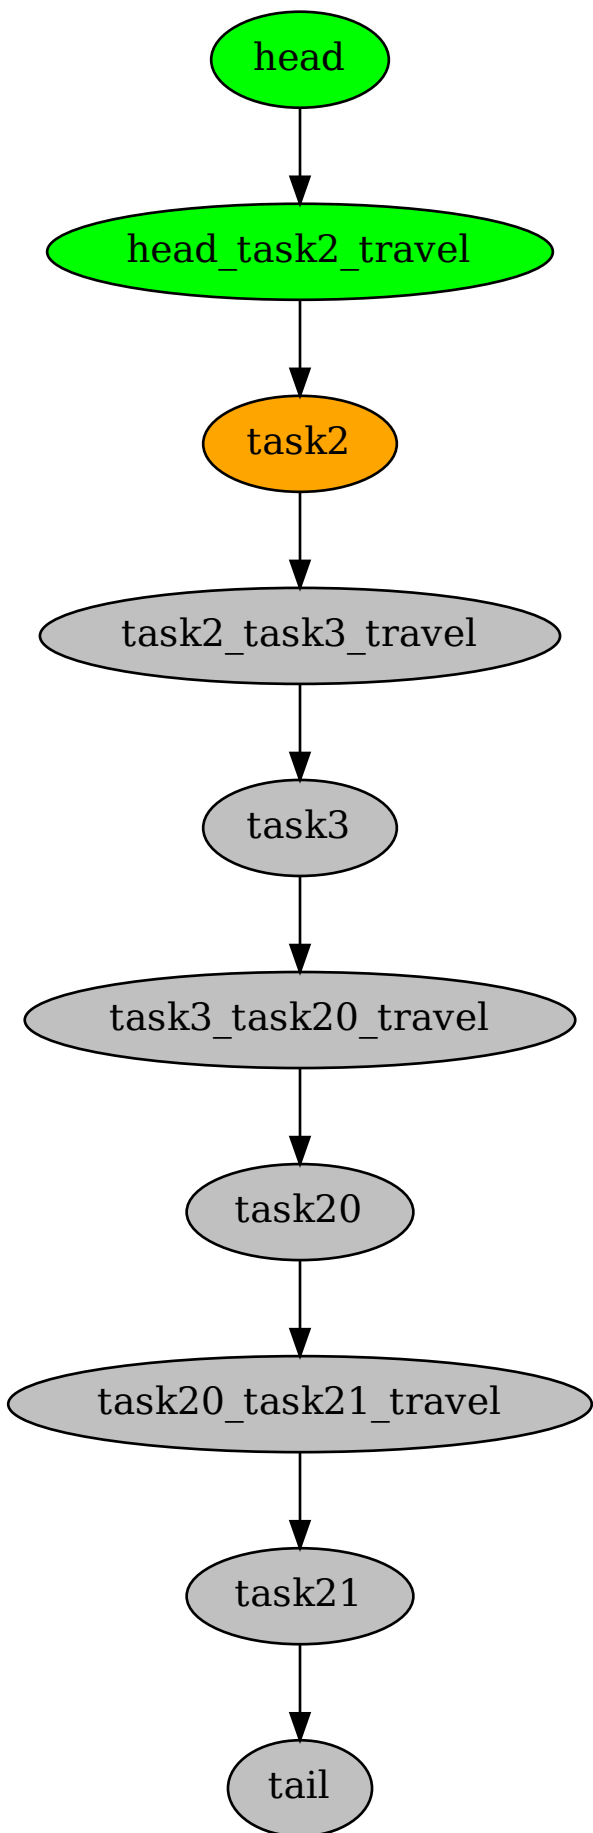 head
head_task2_travel
task2
task2_task3_travel
task3
task3_task20_travel
task20
task20_task21_travel
task21
tail